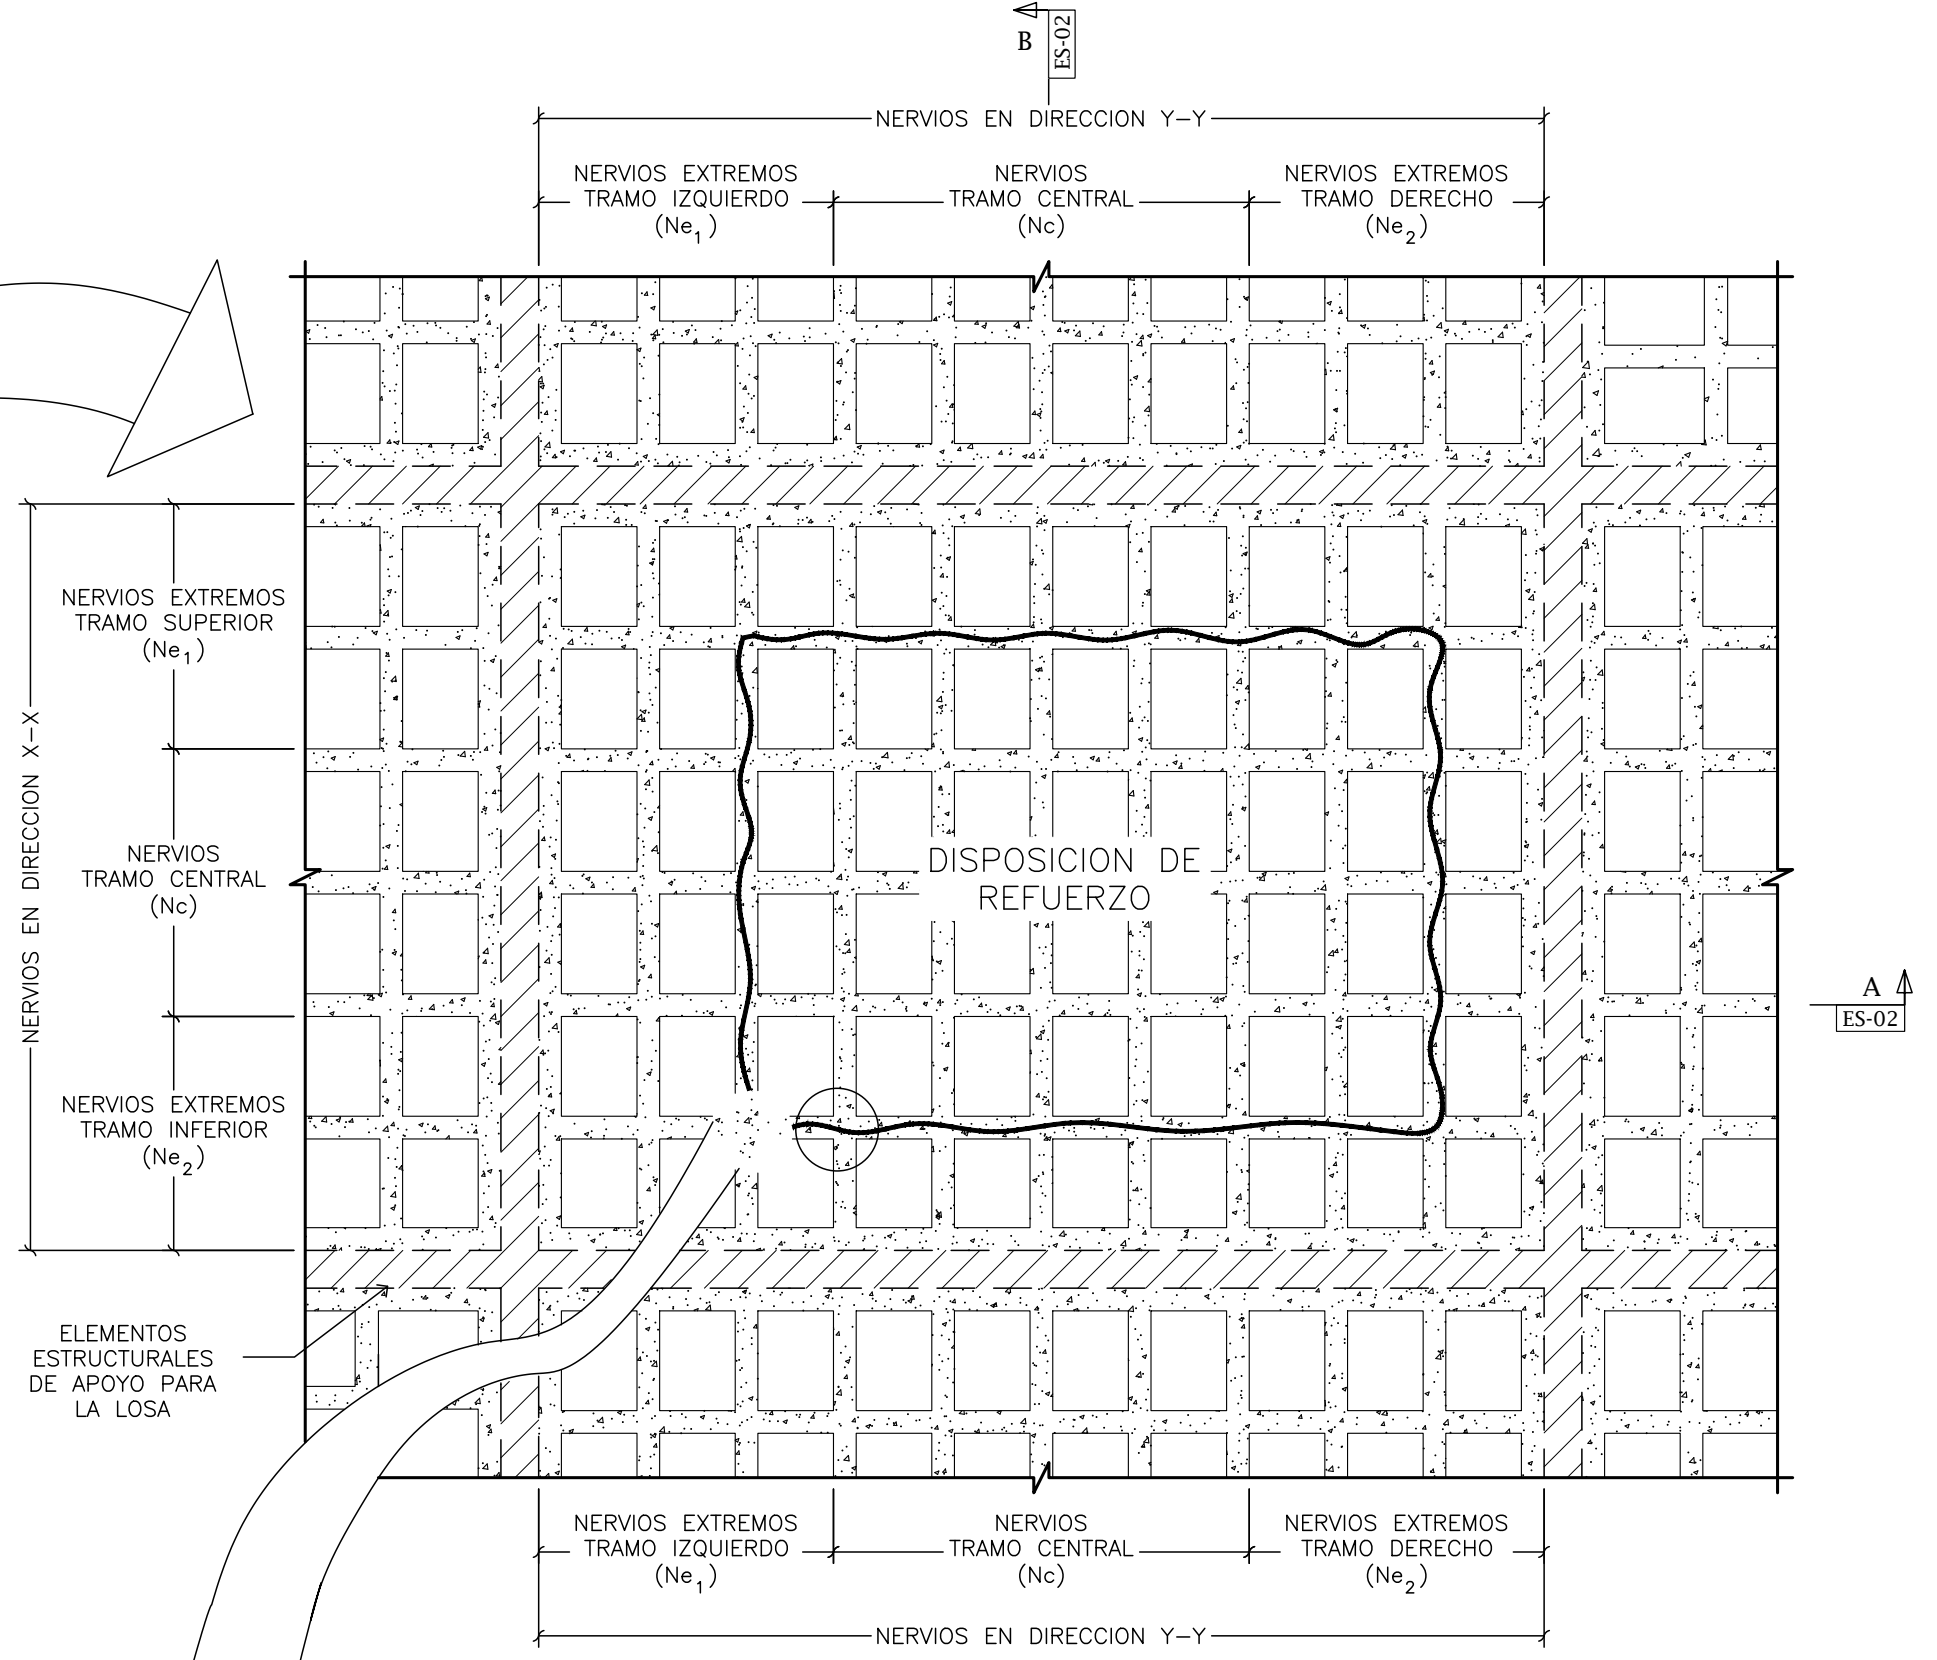 B
ES-02
NERVIOS EN DIRECCION Y-Y
NERVIOS EXTREMOS
TRAMO IZQUIERDO
(Ne1)
NERVIOS
TRAMO CENTRAL
(Nc)
NERVIOS EXTREMOS
TRAMO DERECHO
(Ne2)
NERVIOS EN DIRECCION X-X
NERVIOS EXTREMOS
TRAMO SUPERIOR
(Ne1)
NERVIOS
TRAMO CENTRAL
(Nc)
NERVIOS EXTREMOS
TRAMO INFERIOR
(Ne2)
DISPOSICION DE
REFUERZO
A
ES-02
ELEMENTOS
ESTRUCTURALES
DE APOYO PARA
LA LOSA
NERVIOS EXTREMOS
TRAMO IZQUIERDO
(Ne1)
NERVIOS
TRAMO CENTRAL
(Nc)
NERVIOS EXTREMOS
TRAMO DERECHO
(Ne2)
NERVIOS EN DIRECCION Y-Y